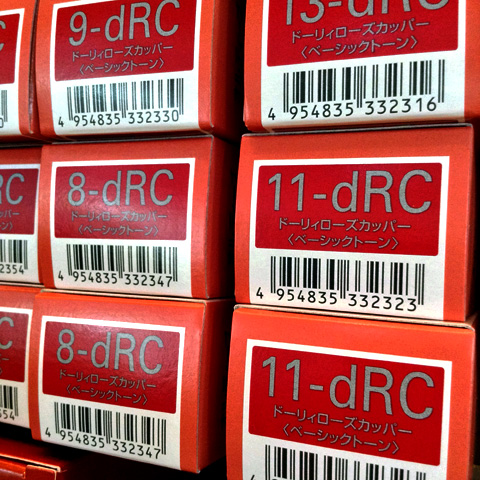 9-dRC
ドーリィローズカッパー
〈ベーシックトーン〉
4 954835 332330
13-dRC
ドーリィローズカッパー
〈ベーシックトーン〉
4 954835 332316
RC
2354
8-dRC
ドーリィローズカッパー
〈ベーシックトーン〉
4 954835 332347
11-dRC
ドーリィローズカッパー
〈ベーシックトーン〉
4 954835 332323
RC
8-dRC
ドーリィローズカッパー
〈ベーシックトーン〉
4 954835 332347
11-dRC
ドーリィローズカッパー
〈ベーシックトーン〉